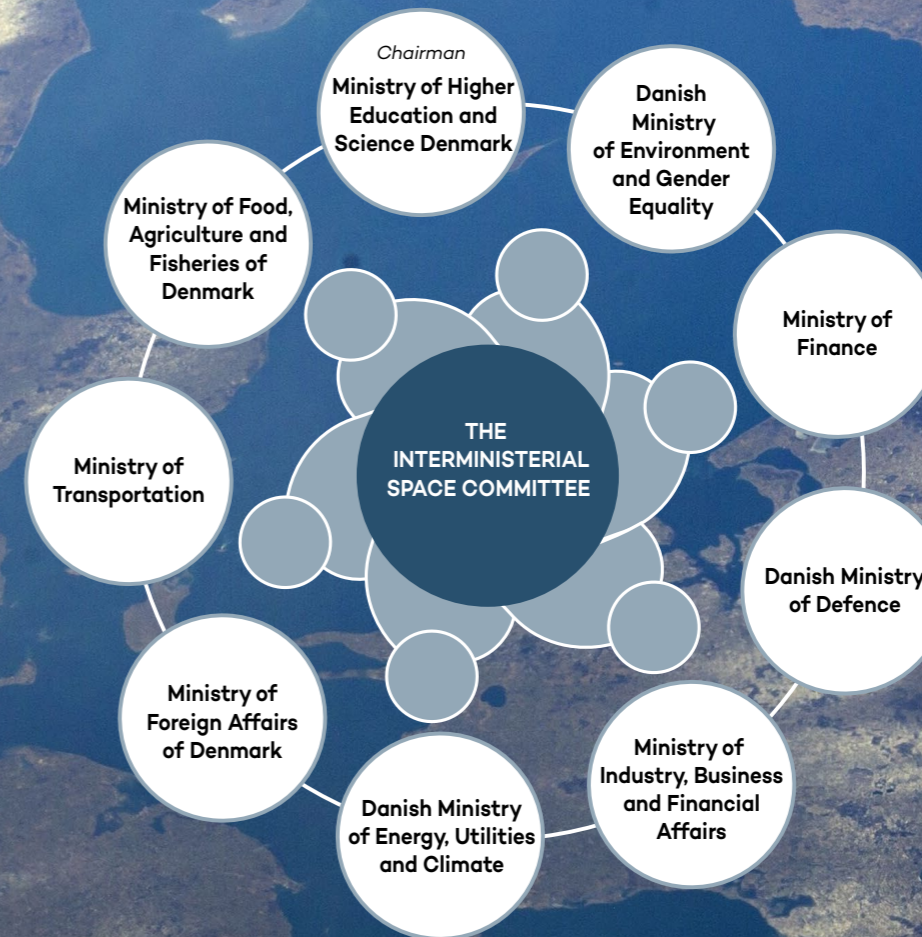 Chairman
Ministry of Higher
Education and
Science Denmark
Danish
Ministry
of Environment
and Gender
Equality
Ministry of
Finance
Danish Ministry
of Defence
Ministry of
Industry, Business
and Financial
Affairs
Danish Ministry
of Energy, Utilities
and Climate
Ministry of
Foreign Affairs
of Denmark
Ministry of
Transportation
Ministry of Food,
Agriculture and
Fisheries of
Denmark
THE
INTERMINISTERIAL
SPACE COMMITTEE